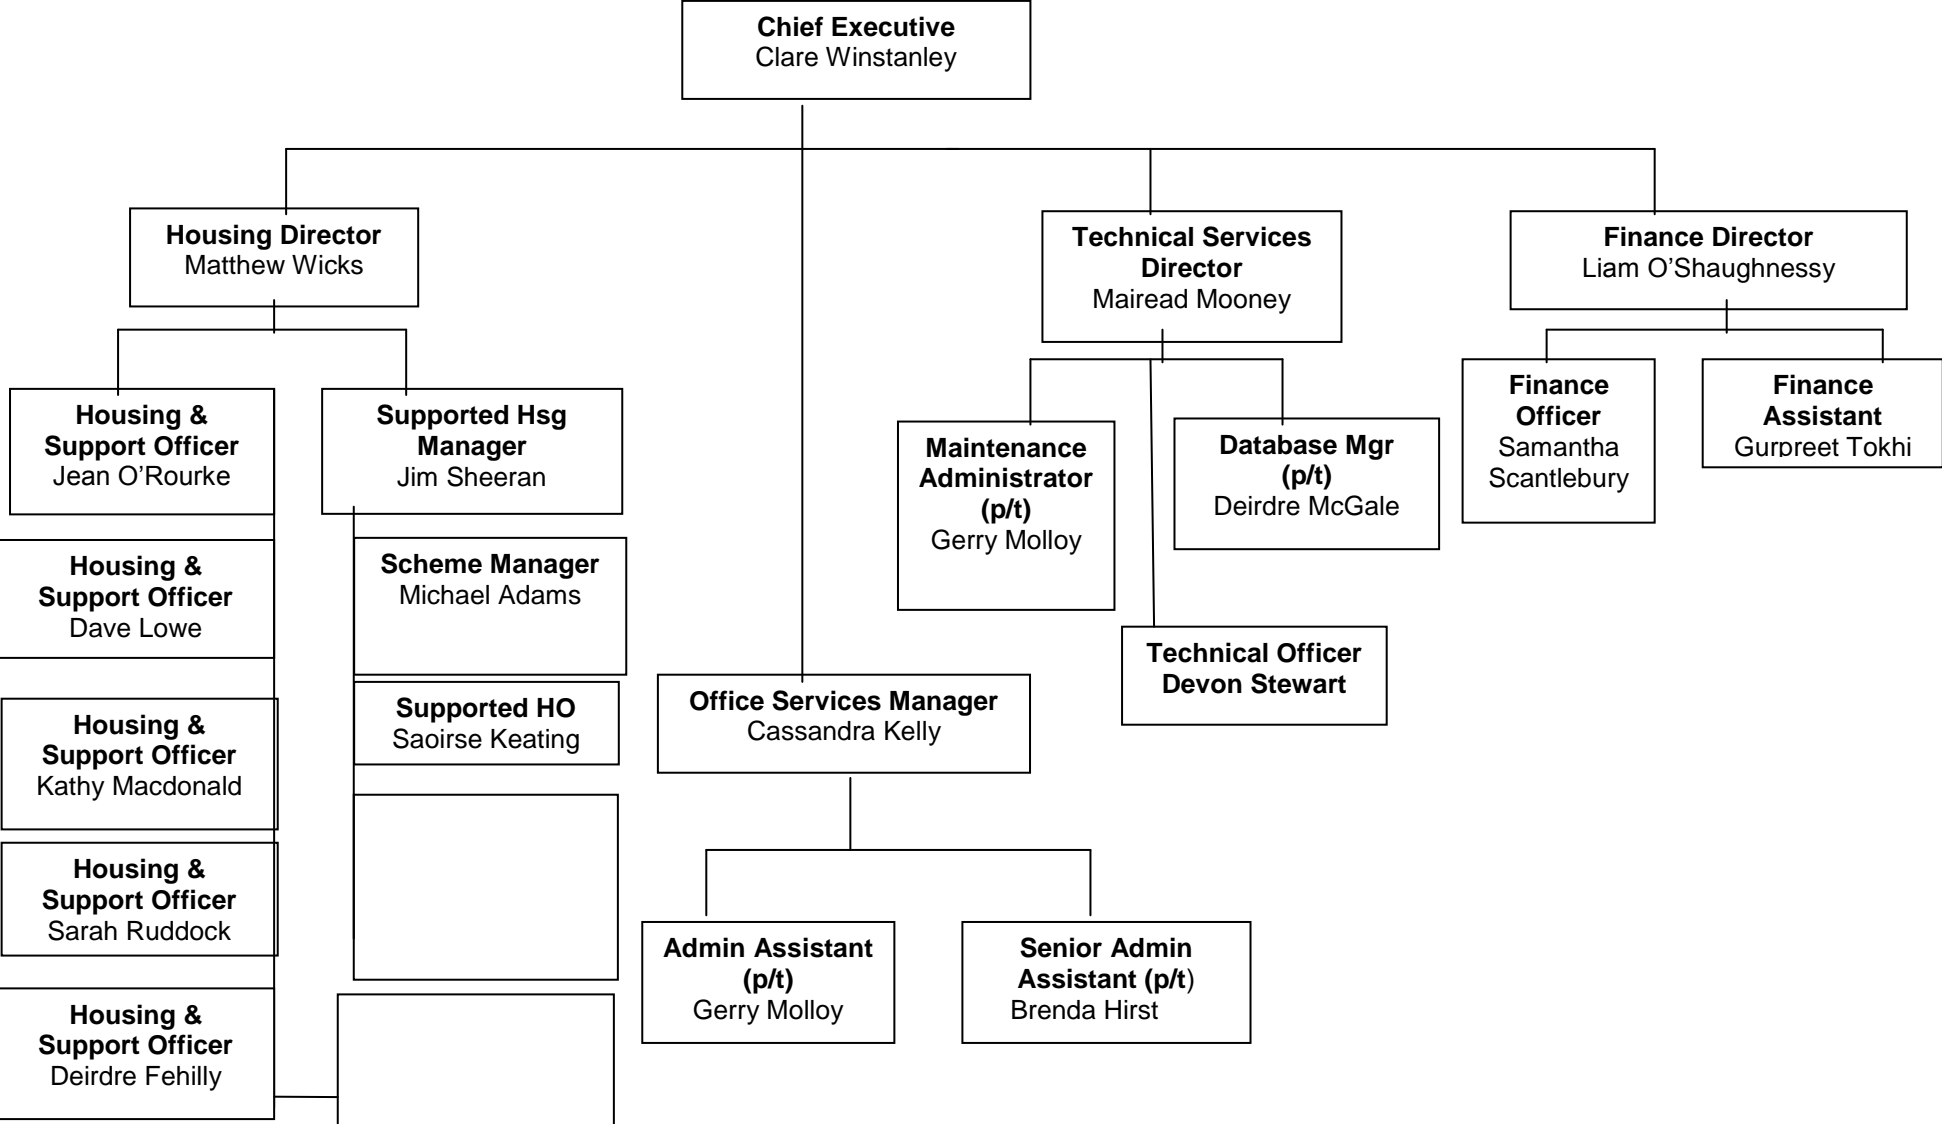 Chief Executive
Clare Winstanley
Housing Director
Matthew Wicks
Technical Services
Director
Mairead Mooney
Finance Director
Liam O'Shaughnessy
Housing &
Support Officer
Jean O'Rourke
Supported Hsg
Manager
Jim Sheeran
Maintenance
Administrator
(p/t)
Gerry Molloy
Database Mgr
(p/t)
Deirdre McGale
Finance
Officer
Samantha
Scantlebury
Finance
Assistant
Gurpreet Tokhi
Housing &
Support Officer
Dave Lowe
Scheme Manager
Michael Adams
Technical Officer
Devon Stewart
Housing &
Support Officer
Kathy Macdonald
Supported HO
Saoirse Keating
Office Services Manager
Cassandra Kelly
Housing &
Support Officer
Sarah Ruddock
Admin Assistant
(p/t)
Gerry Molloy
Senior Admin
Assistant (p/t)
Brenda Hirst
Housing &
Support Officer
Deirdre Fehilly